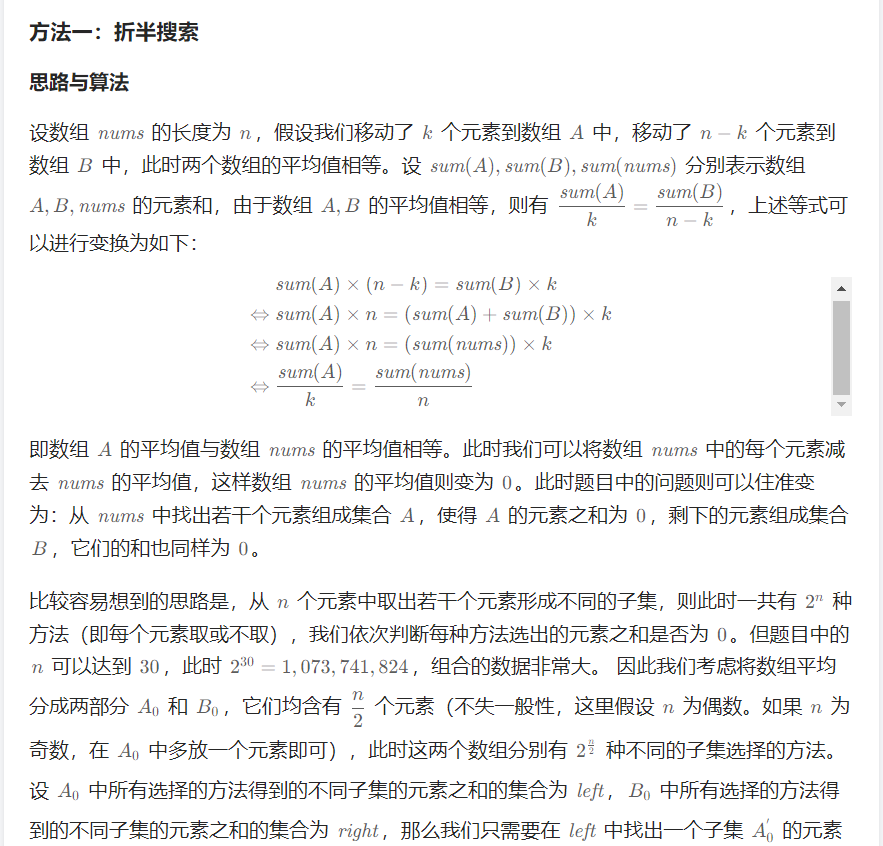 方法一：折半搜索
思路与算法
设数组 nums 的长度为 n，假设我们移动了 k 个元素到数组 A 中，移动了 n − k 个元素到
数组 B 中，此时两个数组的平均值相等。设 sum(A), sum(B), sum(nums) 分别表示数组
A, B, nums 的元素和，由于数组 A, B 的平均值相等，则有 sum(A)/k = sum(B)/(n − k)，上述等式可
以进行变换为如下：
sum(A) × (n − k) = sum(B) × k
⇔ sum(A) × n = (sum(A) + sum(B)) × k
⇔ sum(A) × n = (sum(nums)) × k
⇔ sum(A)/k = sum(nums)/n
即数组 A 的平均值与数组 nums 的平均值相等。此时我们可以将数组 nums 中的每个元素减
去 nums 的平均值，这样数组 nums 的平均值则变为 0。此时题目中的问题则可以住准变
为：从 nums 中找出若干个元素组成集合 A，使得 A 的元素之和为 0，剩下的元素组成集合
B，它们的和也同样为 0。
比较容易想到的思路是，从 n 个元素中取出若干个元素形成不同的子集，则此时一共有 2^n 种
方法（即每个元素取或不取），我们依次判断每种方法选出的元素之和是否为 0。但题目中的
n 可以达到 30，此时 2^30 = 1,073,741,824，组合的数据非常大。 因此我们考虑将数组平均
分成两部分 A₀ 和 B₀，它们均含有 n/2 个元素（不失一般性，这里假设 n 为偶数。如果 n 为
奇数，在 A₀ 中多放一个元素即可），此时这两个数组分别有 2^(n/2) 种不同的子集选择的方法。
设 A₀ 中所有选择的方法得到的不同子集的元素之和的集合为 left，B₀ 中所有选择的方法得
到的不同子集的元素之和的集合为 right，那么我们只需要在 left 中找出一个子集 A₀′ 的元素